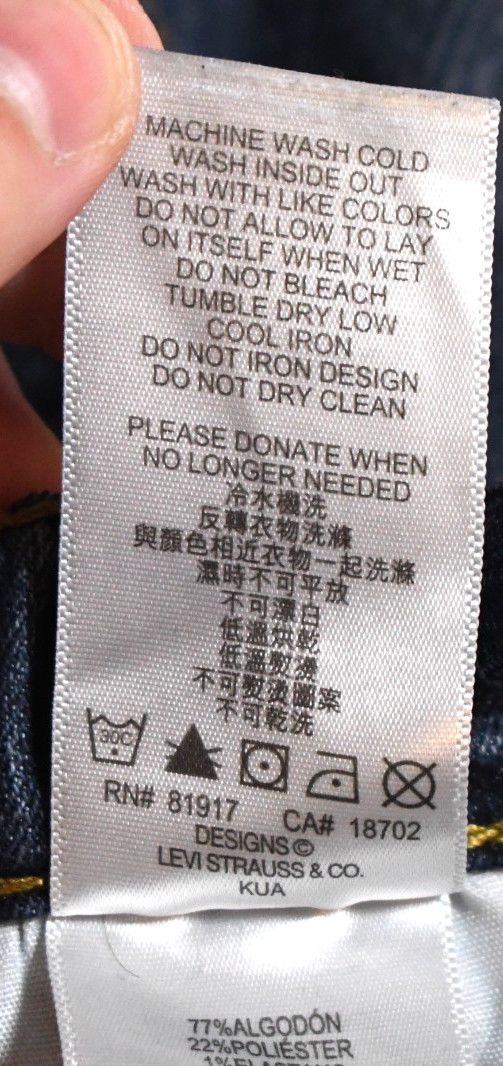 MACHINE WASH COLD
WASH INSIDE OUT
WASH WITH LIKE COLORS
DO NOT ALLOW TO LAY
ON ITSELF WHEN WET
DO NOT BLEACH
TUMBLE DRY LOW
COOL IRON
DO NOT IRON DESIGN
DO NOT DRY CLEAN
PLEASE DONATE WHEN
NO LONGER NEEDED
冷水機洗
反轉衣物洗滌
與顏色相近衣物一起洗滌
濕時不可平放
不可漂白
低溫烘乾
低溫熨燙
不可熨燙圖案
不可乾洗
30C
RN# 81917 CA# 18702
DESIGNS©
LEVI STRAUSS & CO.
KUA
77%ALGODÓN
22%POLIÉSTER
1%ELASTANO